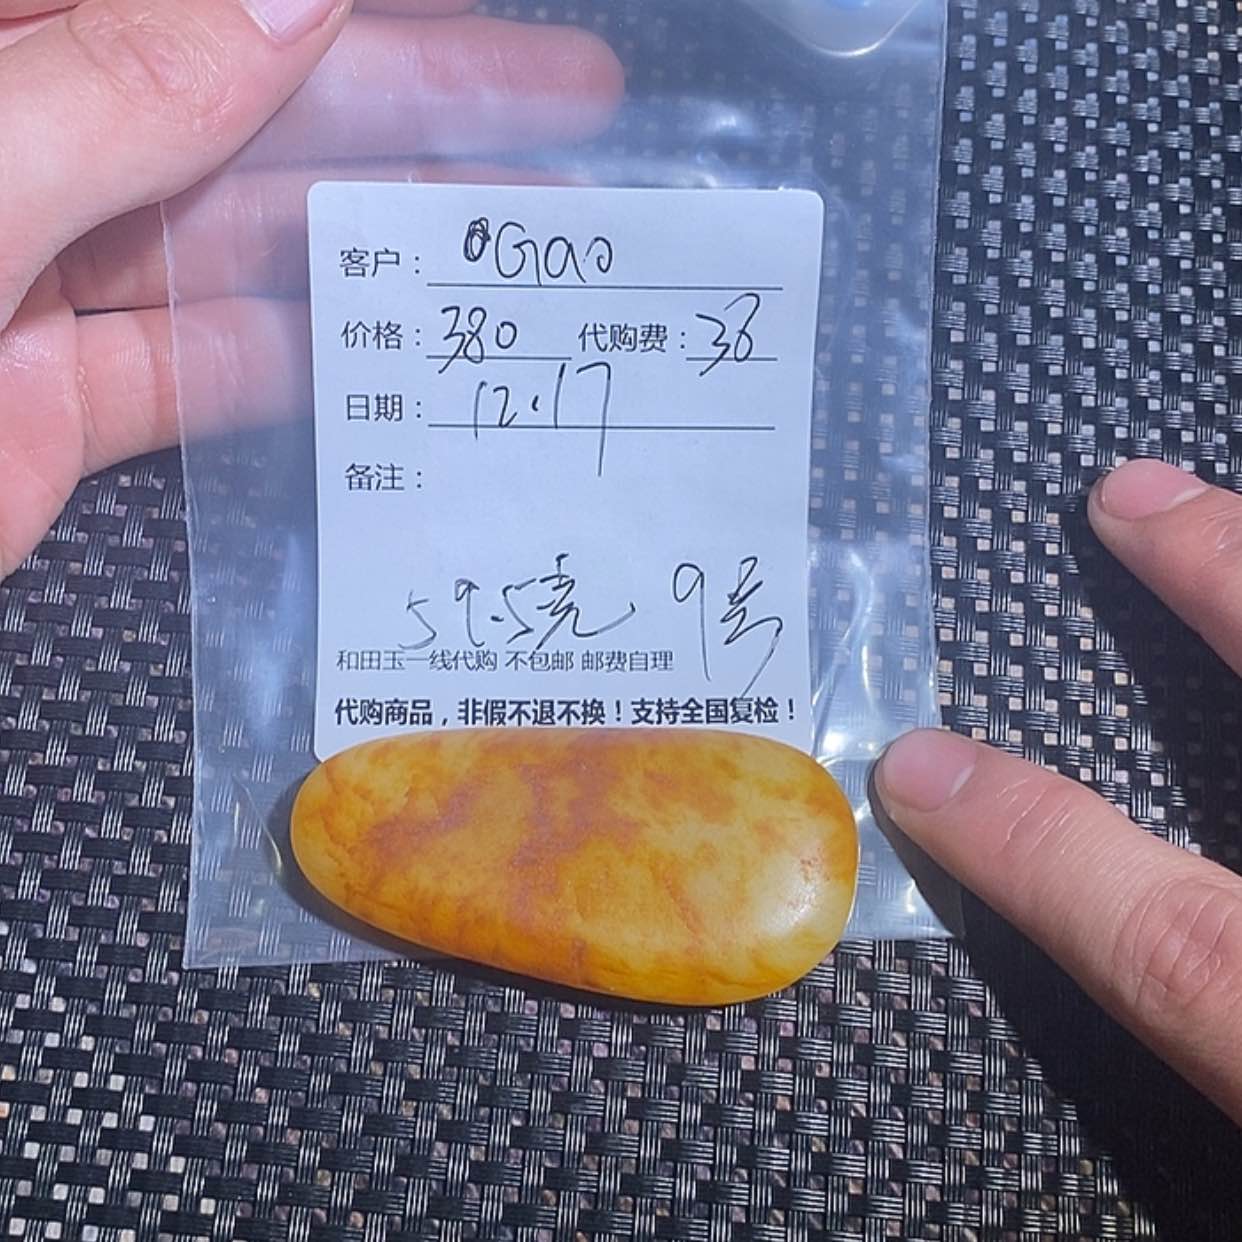 客户：Gao
价格：380 代购费：38
日期：12.17
备注：
59.5克 9号
和田玉一线代购 不包邮 邮费自理
代购商品，非假不退不换！支持全国复检！